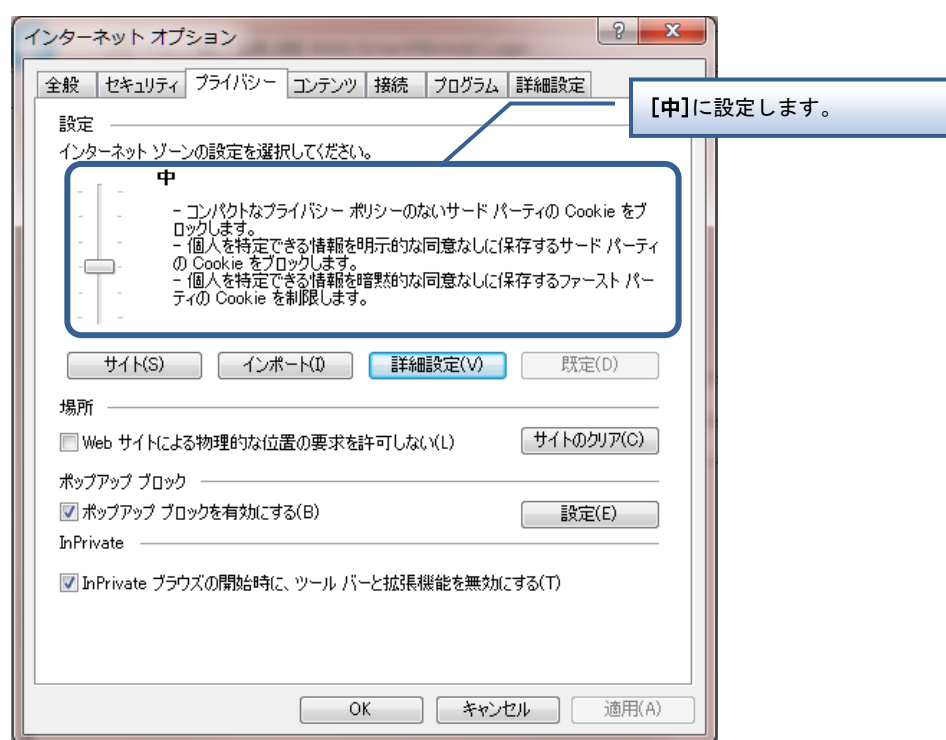 インターネット オプション
全般 セキュリティ プライバシー コンテンツ 接続 プログラム 詳細設定
[中]に設定します。
設定
インターネット ゾーンの設定を選択してください。
中
- コンパクトなプライバシー ポリシーのないサード パーティの Cookie をブ
ロックします。
- 個人を特定できる情報を明示的な同意なしに保存するサード パーティ
の Cookie をブロックします。
- 個人を特定できる情報を暗黙的な同意なしに保存するファースト パー
ティの Cookie を制限します。
サイト(S) インポート(I) 詳細設定(V) 既定(D)
場所
Web サイトによる物理的な位置の要求を許可しない(L) サイトのクリア(C)
ポップアップ ブロック
ポップアップ ブロックを有効にする(B) 設定(E)
InPrivate
InPrivate ブラウズの開始時に、ツール バーと拡張機能を無効にする(T)
OK キャンセル 適用(A)